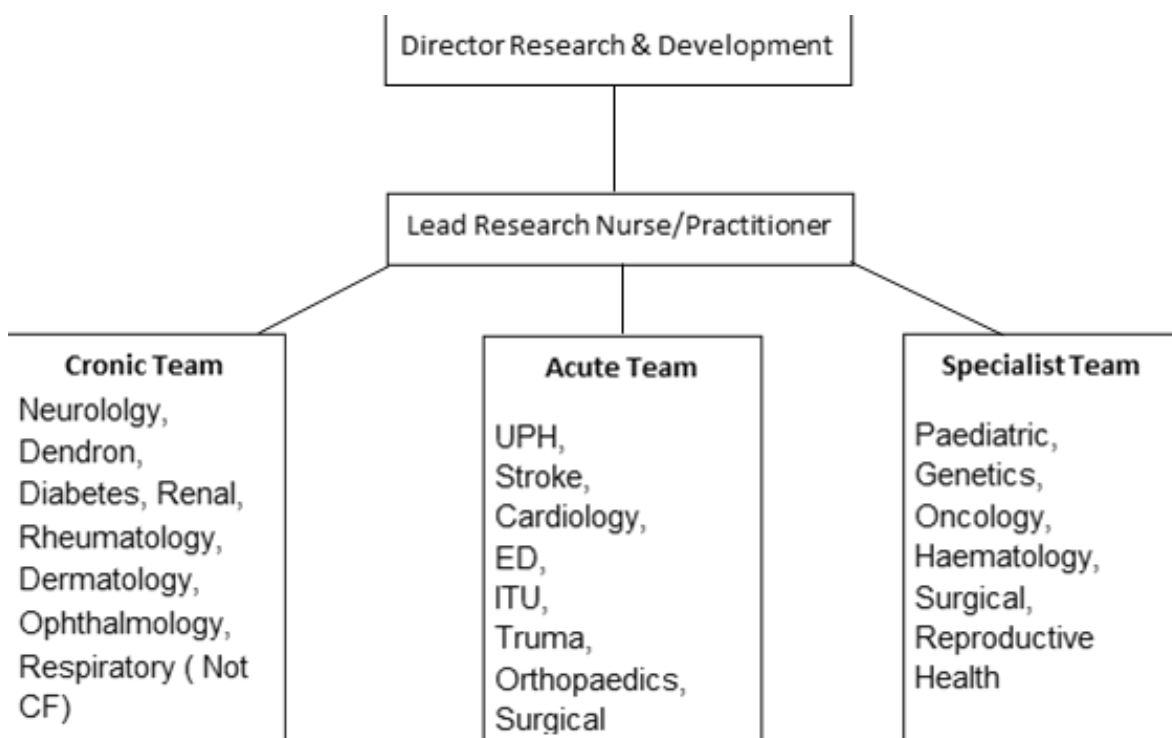 Director Research & Development
Lead Research Nurse/Practitioner
Cronic Team
Neurololgy,
Dendron,
Diabetes, Renal,
Rheumatology,
Dermatology,
Ophthalmology,
Respiratory ( Not
CF)
Acute Team
UPH,
Stroke,
Cardiology,
ED,
ITU,
Truma,
Orthopaedics,
Surgical
Specialist Team
Paediatric,
Genetics,
Oncology,
Haematology,
Surgical,
Reproductive
Health